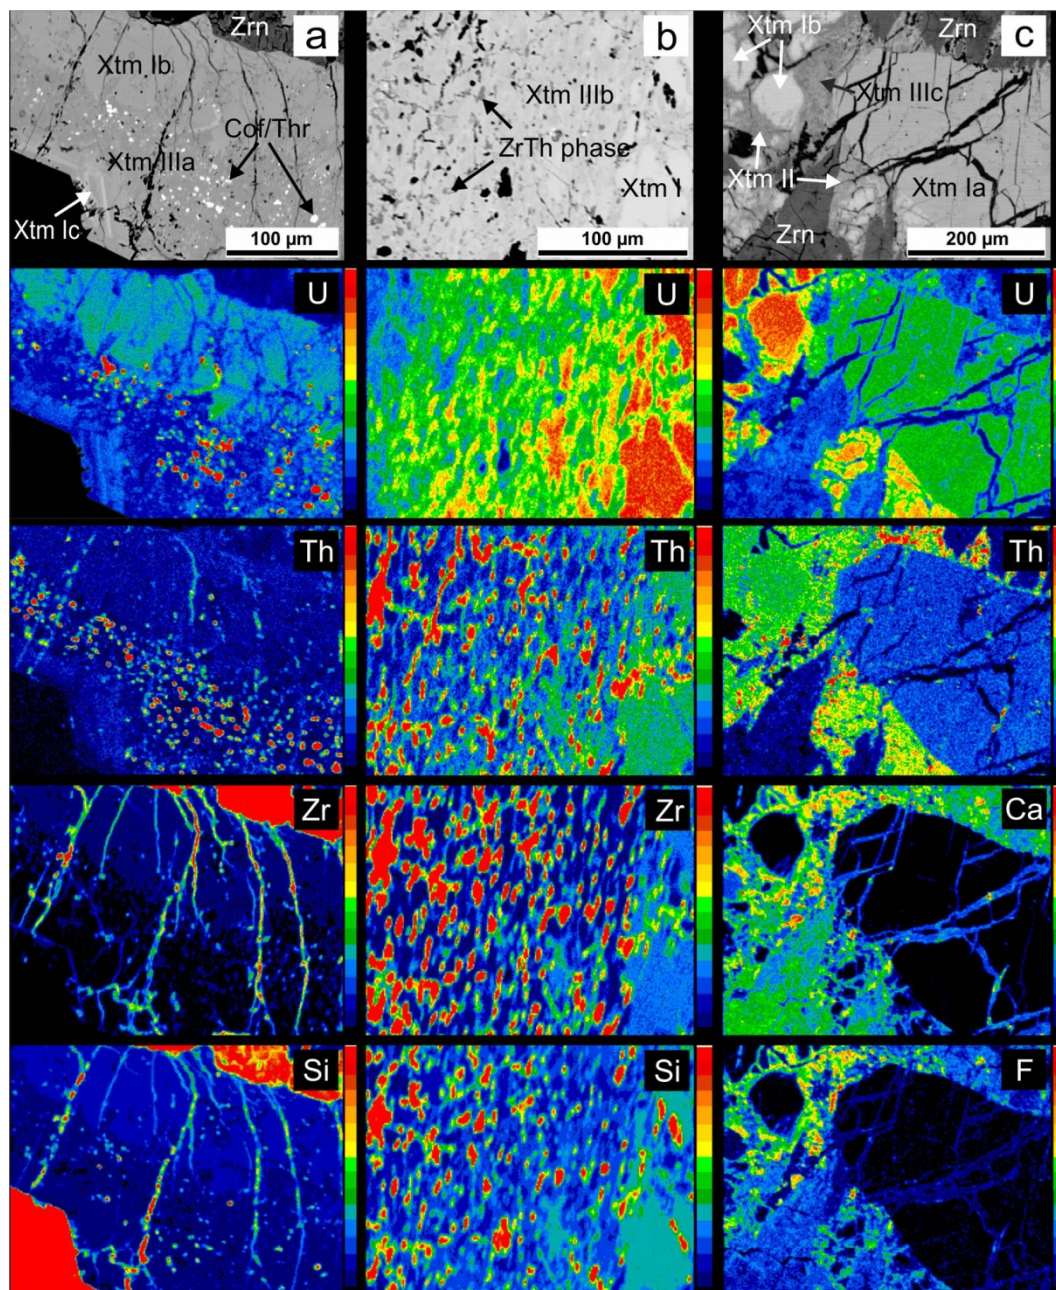 a
Zrn
Xtm Ib
Cof/Thr
Xtm IIIa
Xtm Ic
100 µm
b
Xtm IIIb
ZrTh phase
Xtm I
100 µm
c
Xtm Ib
Zrn
Xtm IIIc
Xtm II
Xtm Ia
Zrn
200 µm
U
U
U
Th
Th
Th
Zr
Zr
Ca
Si
Si
F